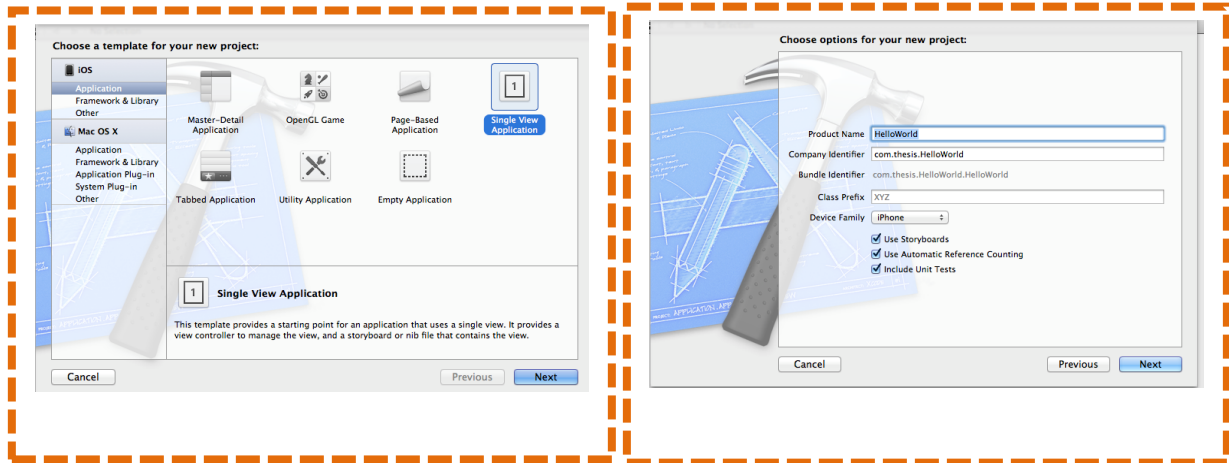 Choose a template for your new project:
iOS
Application
Framework & Library
Other
Mac OS X
Application
Framework & Library
Application Plug-in
System Plug-in
Other
Master-Detail
Application
OpenGL Game
Page-Based
Application
1
Single View
Application
Tabbed Application
Utility Application
Empty Application
1
Single View Application
This template provides a starting point for an application that uses a single view. It provides a
view controller to manage the view, and a storyboard or nib file that contains the view.
Cancel
Previous
Next
Choose options for your new project:
Product Name HelloWorld
Company Identifier com.thesis.HelloWorld
Bundle Identifier com.thesis.HelloWorld.HelloWorld
Class Prefix XYZ
Device Family iPhone
Use Storyboards
Use Automatic Reference Counting
Include Unit Tests
Cancel
Previous
Next